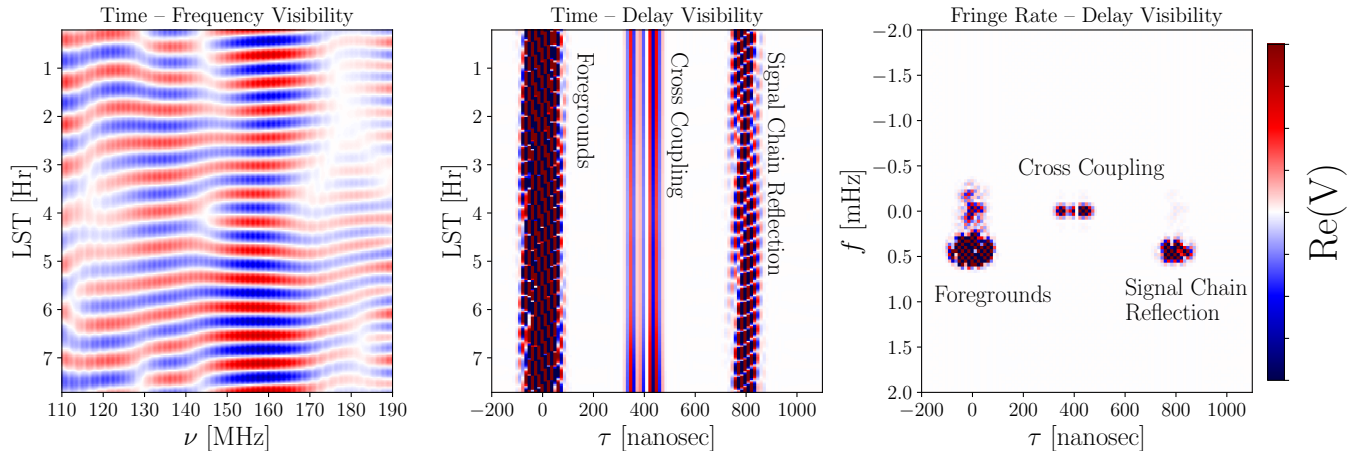 Time – Frequency Visibility
LST [Hr]
1
2
3
4
5
6
7
110 120 130 140 150 160 170 180 190
ν [MHz]
Time – Delay Visibility
LST [Hr]
1
2
3
4
5
6
7
Foregrounds
Cross
Coupling
Signal Chain
Reflection
−200 0 200 400 600 800 1000
τ [nanosec]
Fringe Rate – Delay Visibility
f [mHz]
−2.0
−1.5
−1.0
−0.5
0.0
0.5
1.0
1.5
2.0
Cross Coupling
Foregrounds
Signal Chain
Reflection
−200 0 200 400 600 800 1000
τ [nanosec]
Re(V)